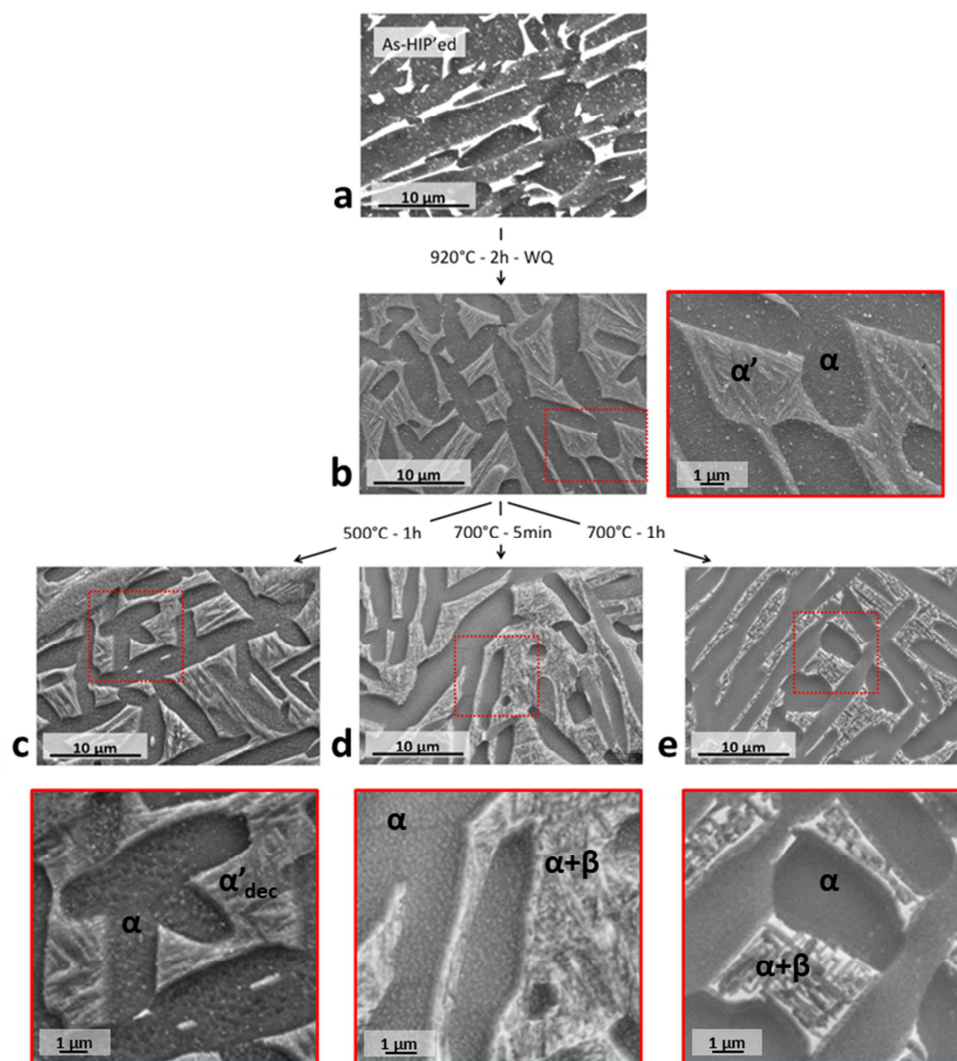 As-HIP'ed
10 μm
a
920°C - 2h - WQ
α'
α
b
10 μm
1 μm
500°C - 1h
700°C - 5min
700°C - 1h
c
10 μm
d
10 μm
e
10 μm
α
α'dec
α
α+β
α
α+β
1 μm
1 μm
1 μm